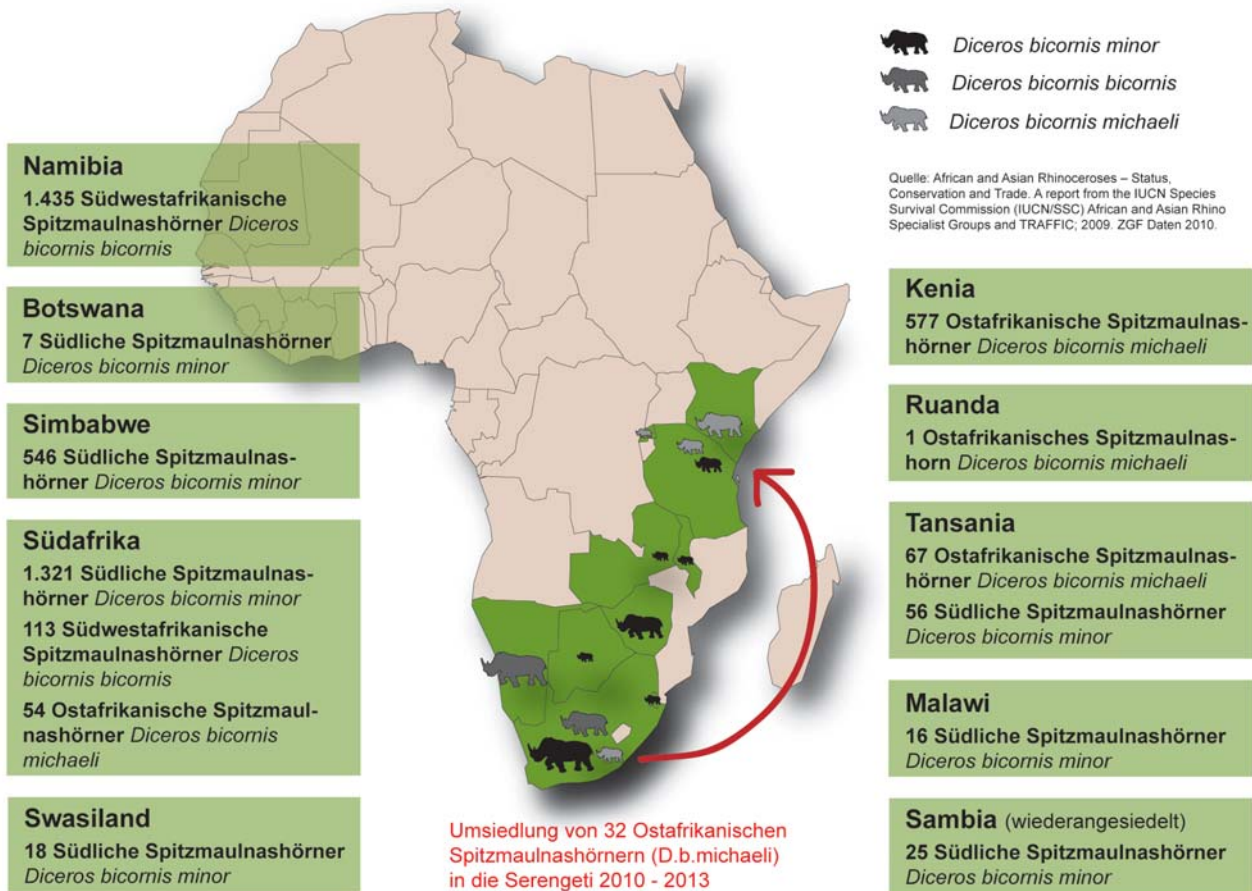 Diceros bicornis minor
Diceros bicornis bicornis
Diceros bicornis michaeli
Quelle: African and Asian Rhinoceroses – Status,
Conservation and Trade. A report from the IUCN Species
Survival Commission (IUCN/SSC) African and Asian Rhino
Specialist Groups and TRAFFIC; 2009. ZGF Daten 2010.
Namibia
1.435 Südwestafrikanische
Spitzmaulnashörner Diceros
bicornis bicornis
Botswana
7 Südliche Spitzmaulnashörner
Diceros bicornis minor
Simbabwe
546 Südliche Spitzmaulnas-
hörner Diceros bicornis minor
Südafrika
1.321 Südliche Spitzmaulnas-
hörner Diceros bicornis minor
113 Südwestafrikanische
Spitzmaulnashörner Diceros
bicornis bicornis
54 Ostafrikanische Spitzmaul-
nashörner Diceros bicornis
michaeli
Swasiland
18 Südliche Spitzmaulnashörner
Diceros bicornis minor
Umsiedlung von 32 Ostafrikanischen
Spitzmaulnashörnern (D.b.michaeli)
in die Serengeti 2010 - 2013
Kenia
577 Ostafrikanische Spitzmaulnas-
hörner Diceros bicornis michaeli
Ruanda
1 Ostafrikanisches Spitzmaulnas-
horn Diceros bicornis michaeli
Tansania
67 Ostafrikanische Spitzmaulnas-
hörner Diceros bicornis michaeli
56 Südliche Spitzmaulnashörner
Diceros bicornis minor
Malawi
16 Südliche Spitzmaulnashörner
Diceros bicornis minor
Sambia (wiederangesiedelt)
25 Südliche Spitzmaulnashörner
Diceros bicornis minor